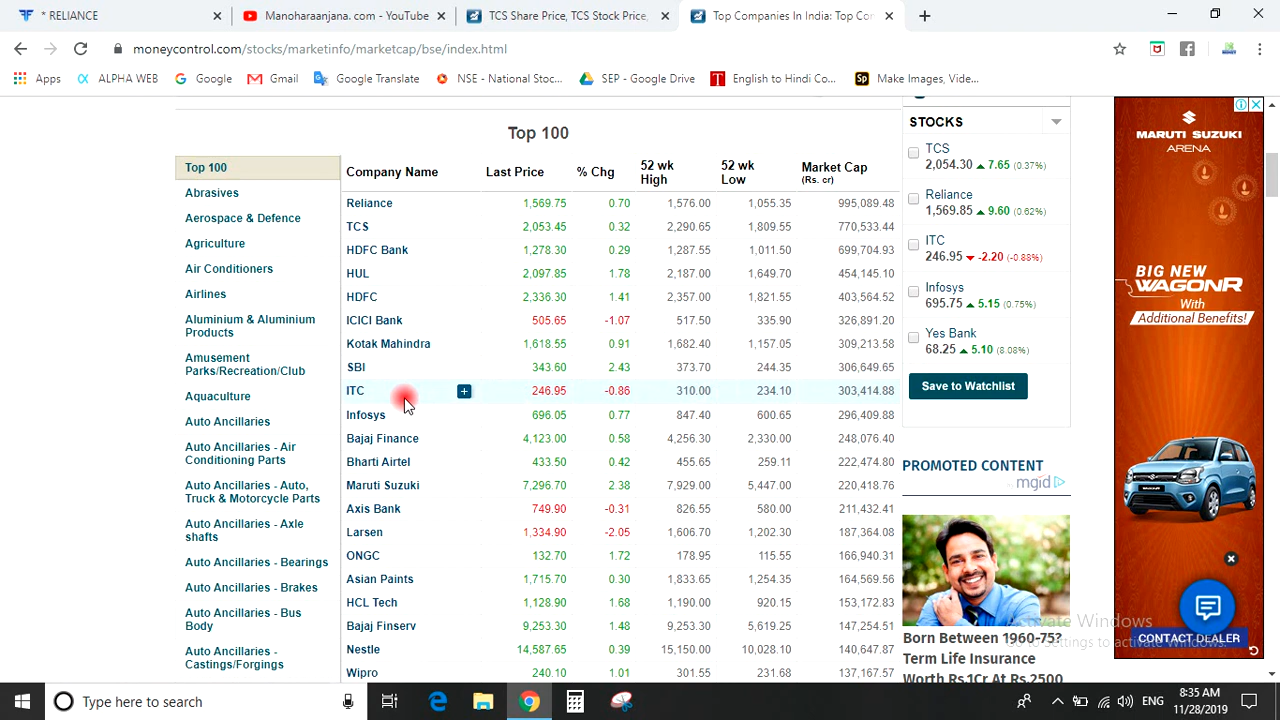 * RELIANCE
Manoharaanjana. com - YouTube
TCS Share Price, TCS Stock Price,
Top Companies In India: Top Co
moneycontrol.com/stocks/marketinfo/marketcap/bse/index.html
Apps ALPHA WEB Google Gmail Google Translate NSE - National Stoc... SEP - Google Drive English to Hindi Co... Make Images, Vide...
Top 100
Company Name Last Price % Chg 52 wk High 52 wk Low Market Cap (Rs. cr)
Reliance 1,569.75 0.70 1,576.00 1,055.35 995,089.48
TCS 2,053.45 0.32 2,290.65 1,809.55 770,533.44
HDFC Bank 1,278.30 0.29 1,287.55 1,011.50 699,704.93
HUL 2,097.85 1.78 2,187.00 1,649.70 454,145.10
HDFC 2,336.30 1.41 2,357.00 1,821.55 403,564.52
ICICI Bank 505.65 -1.07 517.50 335.90 326,891.20
Kotak Mahindra 1,618.55 0.91 1,682.40 1,157.05 309,213.58
SBI 343.60 2.43 373.70 244.35 306,649.65
ITC + 246.95 -0.86 310.00 234.10 303,414.88
Infosys 696.05 0.77 847.40 600.65 296,409.88
Bajaj Finance 4,123.00 0.58 4,256.30 2,330.00 248,076.40
Bharti Airtel 433.50 0.42 455.65 259.11 222,474.80
Maruti Suzuki 7,296.70 2.38 7,929.00 5,447.00 220,418.76
Axis Bank 749.90 -0.31 826.55 580.00 211,432.41
Larsen 1,334.90 -2.05 1,606.70 1,202.30 187,364.08
ONGC 132.70 1.72 178.95 115.55 166,940.31
Asian Paints 1,715.70 0.30 1,833.65 1,254.35 164,569.56
HCL Tech 1,128.90 1.68 1,190.00 920.15 153,172.83
Bajaj Finserv 9,253.30 1.48 9,253.30 5,619.25 147,254.51
Nestle 14,587.65 0.39 15,150.00 10,028.10 140,647.87
Wipro 240.10 1.01 301.55 231.68 137,167.57
Top 100
Abrasives
Aerospace & Defence
Agriculture
Air Conditioners
Airlines
Aluminium & Aluminium
Products
Amusement
Parks/Recreation/Club
Aquaculture
Auto Ancillaries
Auto Ancillaries - Air
Conditioning Parts
Auto Ancillaries - Auto,
Truck & Motorcycle Parts
Auto Ancillaries - Axle
shafts
Auto Ancillaries - Bearings
Auto Ancillaries - Brakes
Auto Ancillaries - Bus
Body
Auto Ancillaries -
Castings/Forgings
STOCKS
TCS
2,054.30 7.65 (0.37%)
Reliance
1,569.85 9.60 (0.62%)
ITC
246.95 -2.20 (-0.88%)
Infosys
695.75 5.15 (0.75%)
Yes Bank
68.25 5.10 (8.08%)
Save to Watchlist
PROMOTED CONTENT
mgid
Born Between 1960-75?
Term Life Insurance
Worth Rs.1Cr At Rs.2500
MARUTI SUZUKI
ARENA
BIG NEW
WAGONR
With
Additional Benefits!
CONTACT DEALER
Activate Windows
Go to Settings to activate Windows.
Type here to search
ENG
8:35 AM
11/28/2019